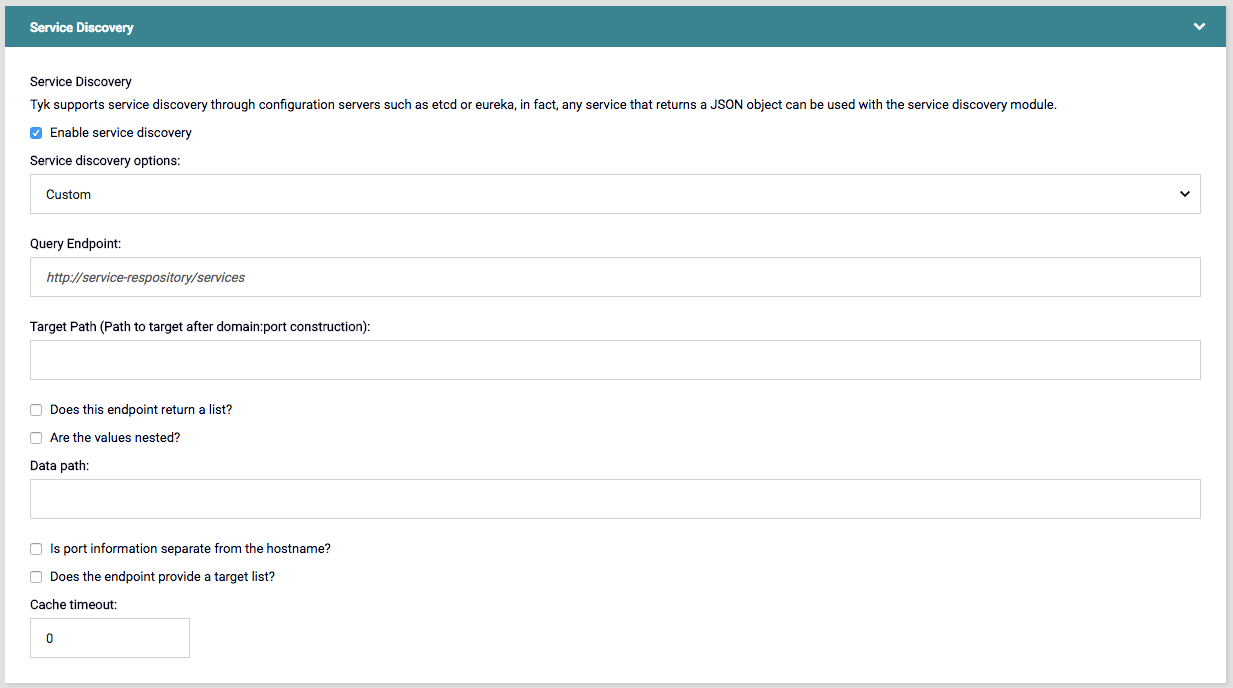 Service Discovery
Service Discovery
Tyk supports service discovery through configuration servers such as etcd or eureka, in fact, any service that returns a JSON object can be used with the service discovery module.
Enable service discovery
Service discovery options:
Custom
Query Endpoint:
http://service-respository/services
Target Path (Path to target after domain:port construction):
Does this endpoint return a list?
Are the values nested?
Data path:
Is port information separate from the hostname?
Does the endpoint provide a target list?
Cache timeout:
0